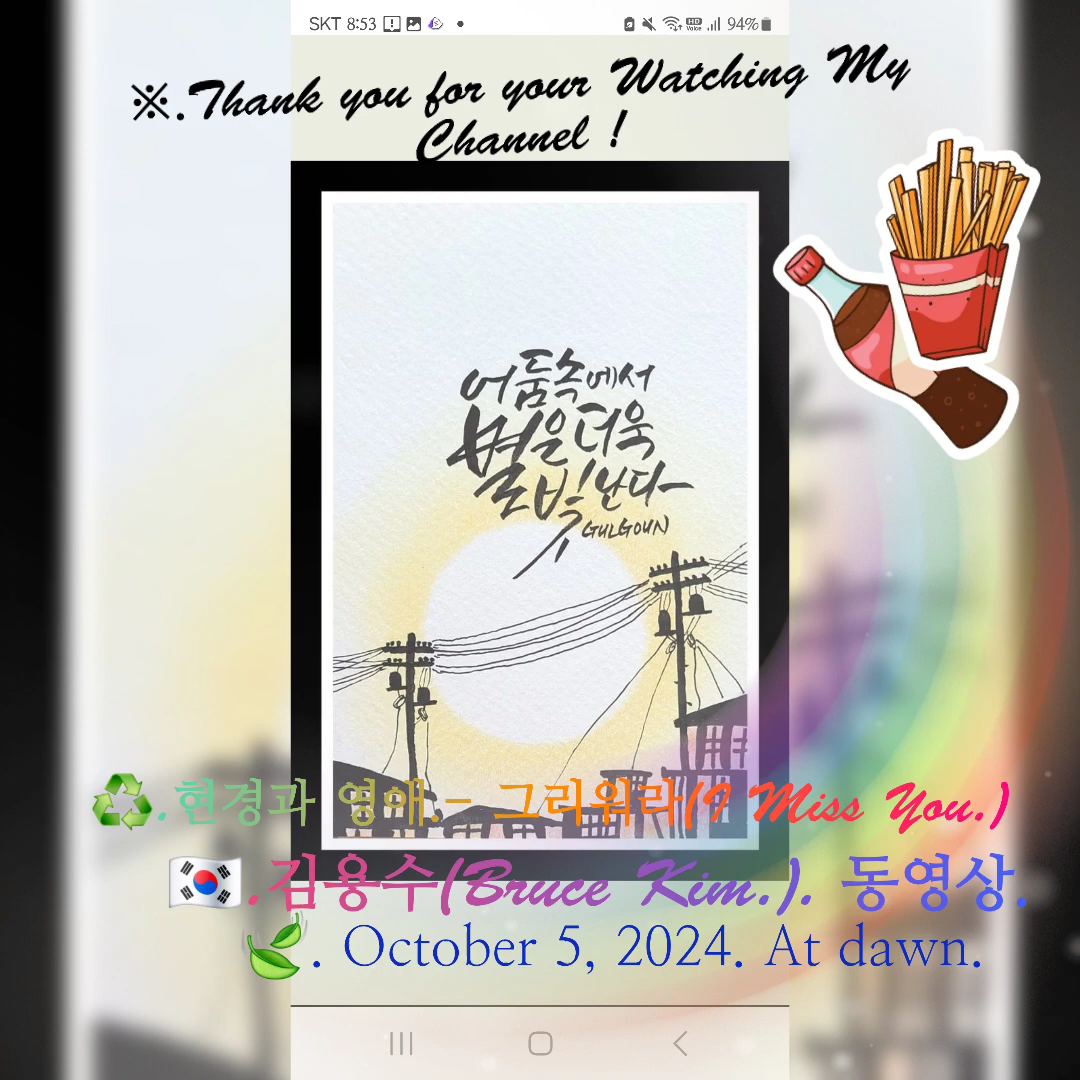 SKT 8:53
HD Voice 94%
※.Thank you for your Watching My
Channel !
어둠속에서
별은 더욱
빛난다
GULGOUN
♻️.현경과 영애.- 그리워라(I Miss You.)
🇰🇷.김용수(Bruce Kim.). 동영상.
🍃. October 5, 2024. At dawn.